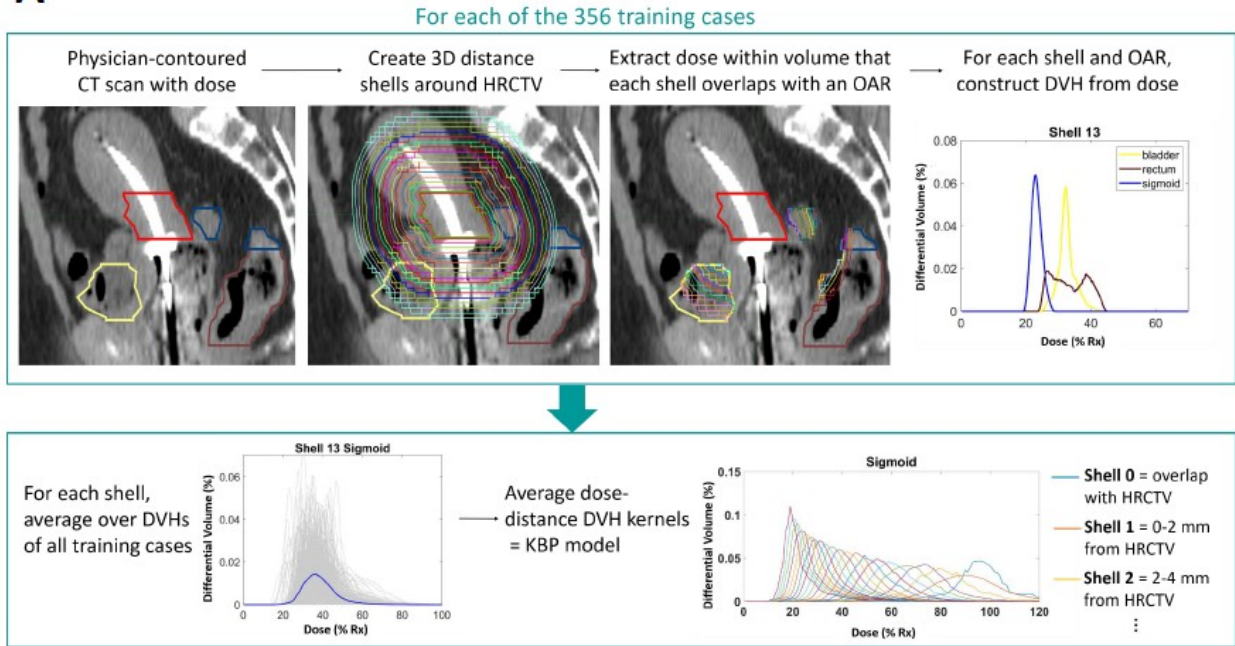 For each of the 356 training cases
Physician-contoured
CT scan with dose
Create 3D distance
shells around HRCTV
Extract dose within volume that
each shell overlaps with an OAR
For each shell and OAR,
construct DVH from dose
Shell 13
Differential Volume (%)
0.08
0.06
0.04
0.02
0
bladder
rectum
sigmoid
0 20 40 60
Dose (% Rx)
For each shell,
average over DVHs
of all training cases
Shell 13 Sigmoid
Differential Volume (%)
0.06
0.04
0.02
0
0 20 40 60 80 100
Dose (% Rx)
Average dose-
distance DVH kernels
= KBP model
Sigmoid
Differential Volume (%)
0.15
0.1
0.05
0
0 20 40 60 80 100 120
Dose (% Rx)
Shell 0 = overlap
with HRCTV
Shell 1 = 0-2 mm
from HRCTV
Shell 2 = 2-4 mm
from HRCTV
⋮